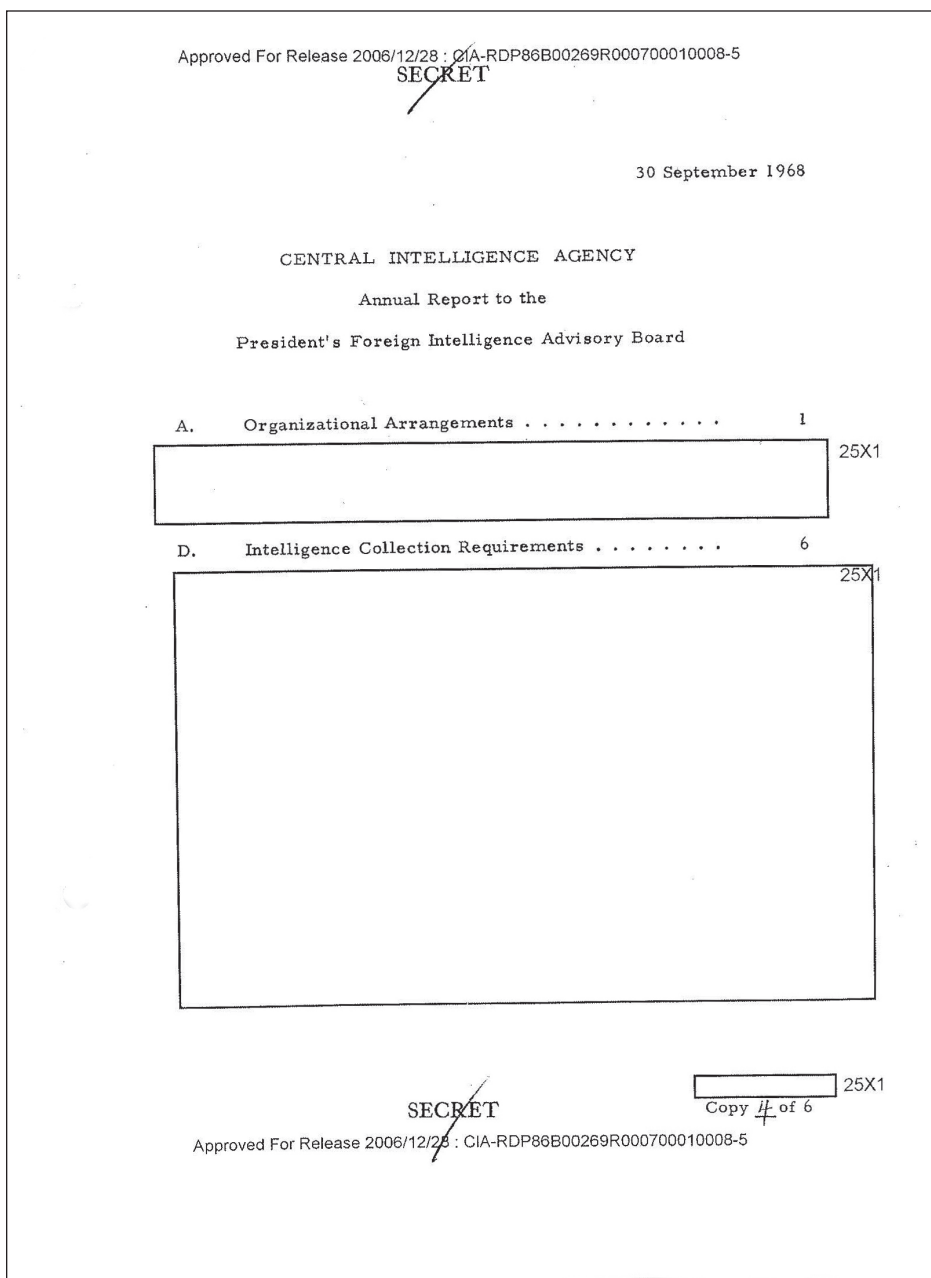 Approved For Release 2006/12/28 : CIA-RDP86B00269R000700010008-5
SECRET
30 September 1968
CENTRAL INTELLIGENCE AGENCY
Annual Report to the
President's Foreign Intelligence Advisory Board
A. Organizational Arrangements . . . . . . . . . . . . 1
25X1
D. Intelligence Collection Requirements . . . . . . . . 6
25X1
25X1
SECRET
Copy 4 of 6
Approved For Release 2006/12/28 : CIA-RDP86B00269R000700010008-5